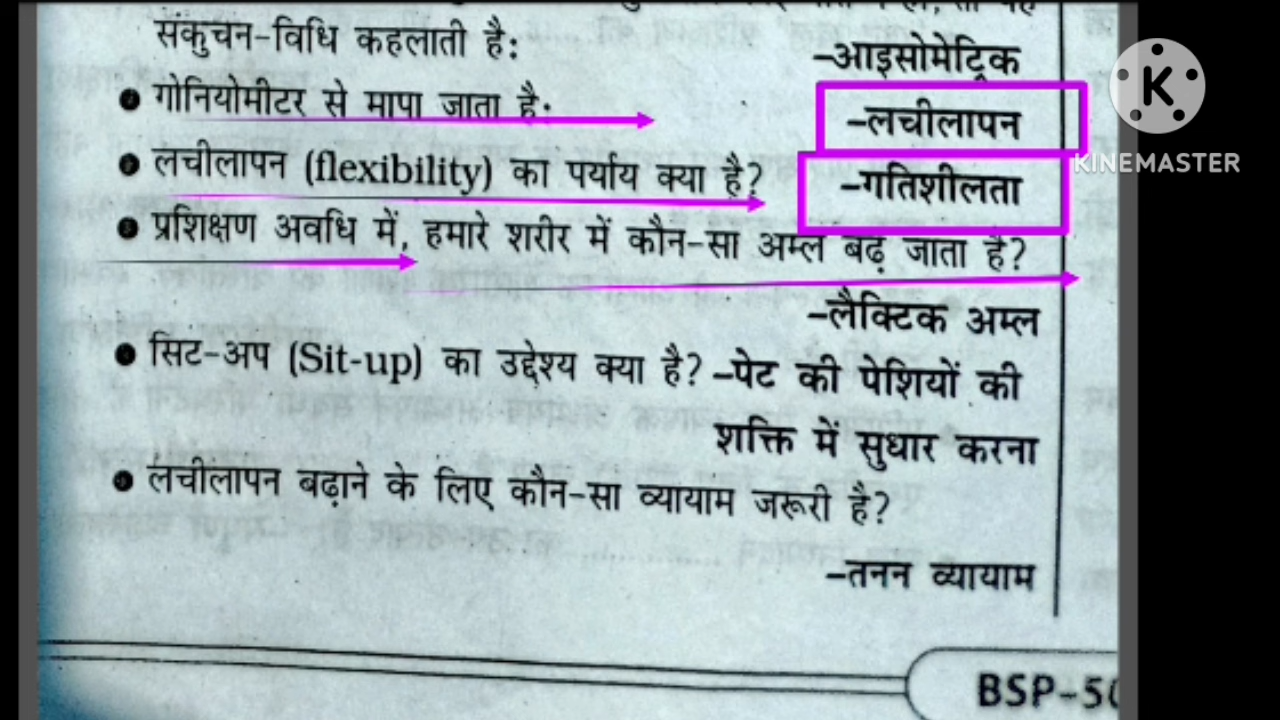 संकुचन-विधि कहलाती है:
-आइसोमेट्रिक
● गोनियोमीटर से मापा जाता है:
-लचीलापन
● लचीलापन (flexibility) का पर्याय क्या है?
-गतिशीलता
● प्रशिक्षण अवधि में, हमारे शरीर में कौन-सा अम्ल बढ़ जाता है?
-लैक्टिक अम्ल
● सिट-अप (Sit-up) का उद्देश्य क्या है? -पेट की पेशियों की
शक्ति में सुधार करना
● लचीलापन बढ़ाने के लिए कौन-सा व्यायाम जरूरी है?
-तनन व्यायाम
BSP-50
K
KINEMASTER